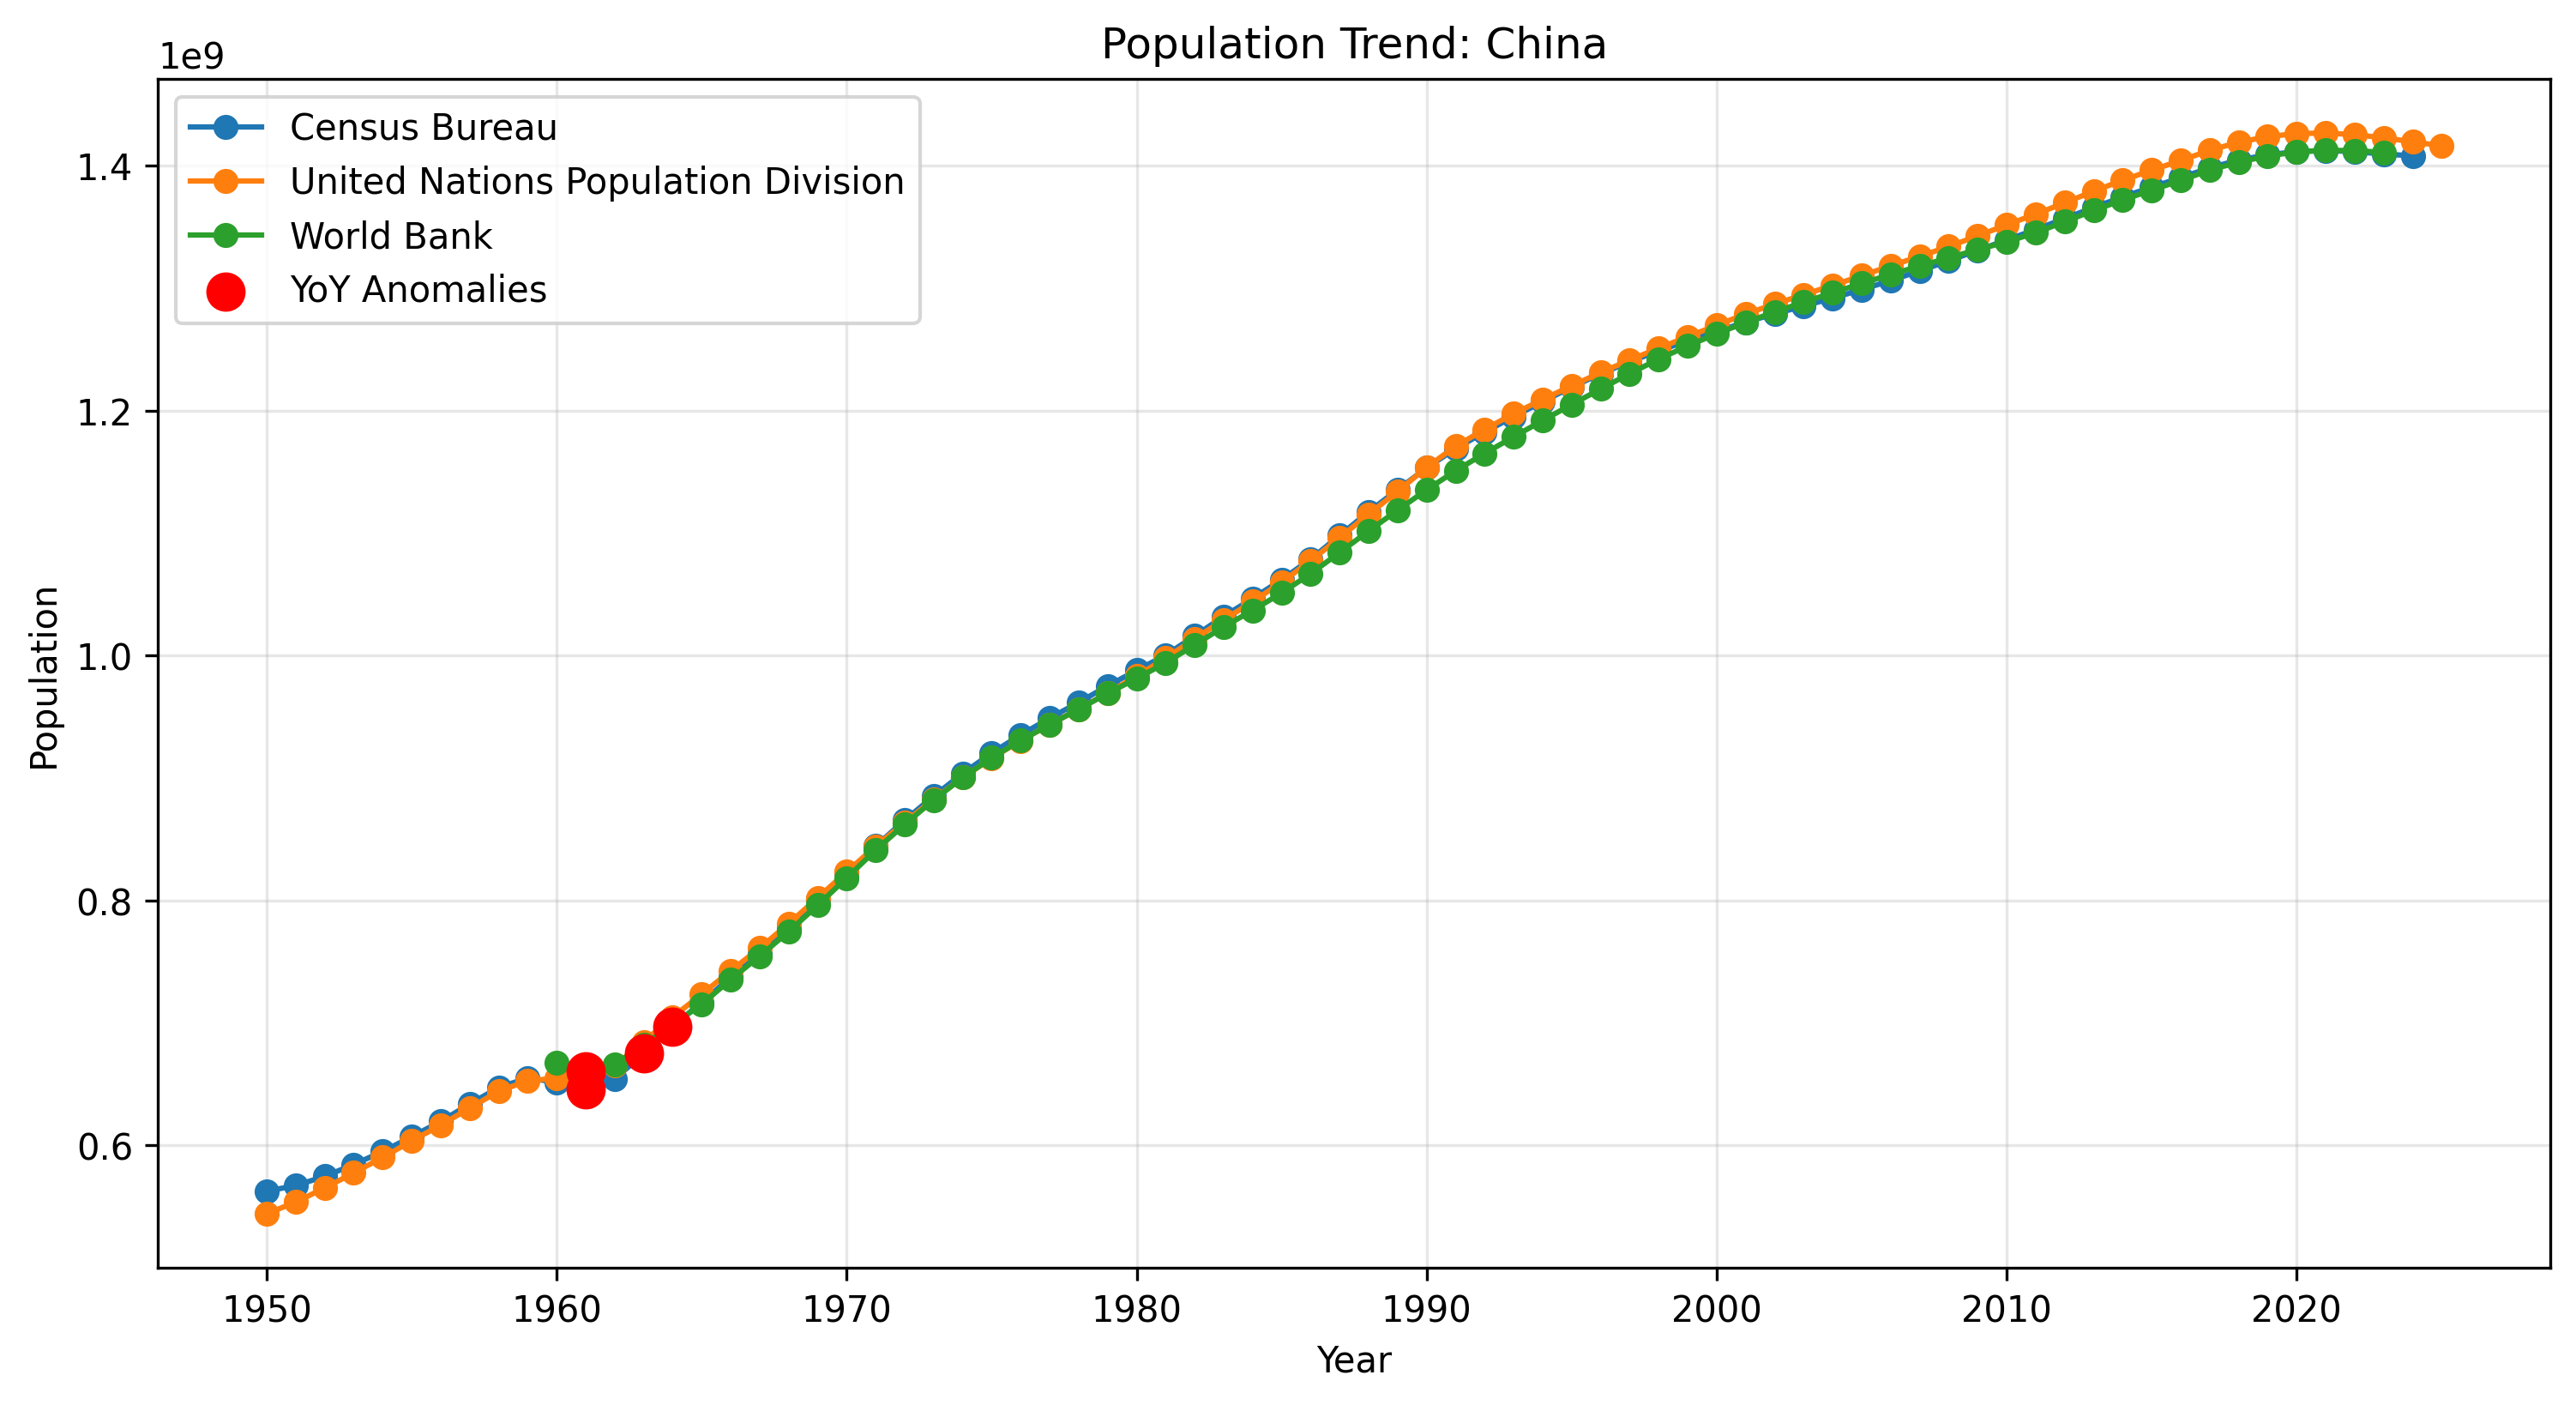 Population Trend: China
1e9
Census Bureau
United Nations Population Division
World Bank
YoY Anomalies
1.4
1.2
1.0
0.8
0.6
Population
1950 1960 1970 1980 1990 2000 2010 2020
Year